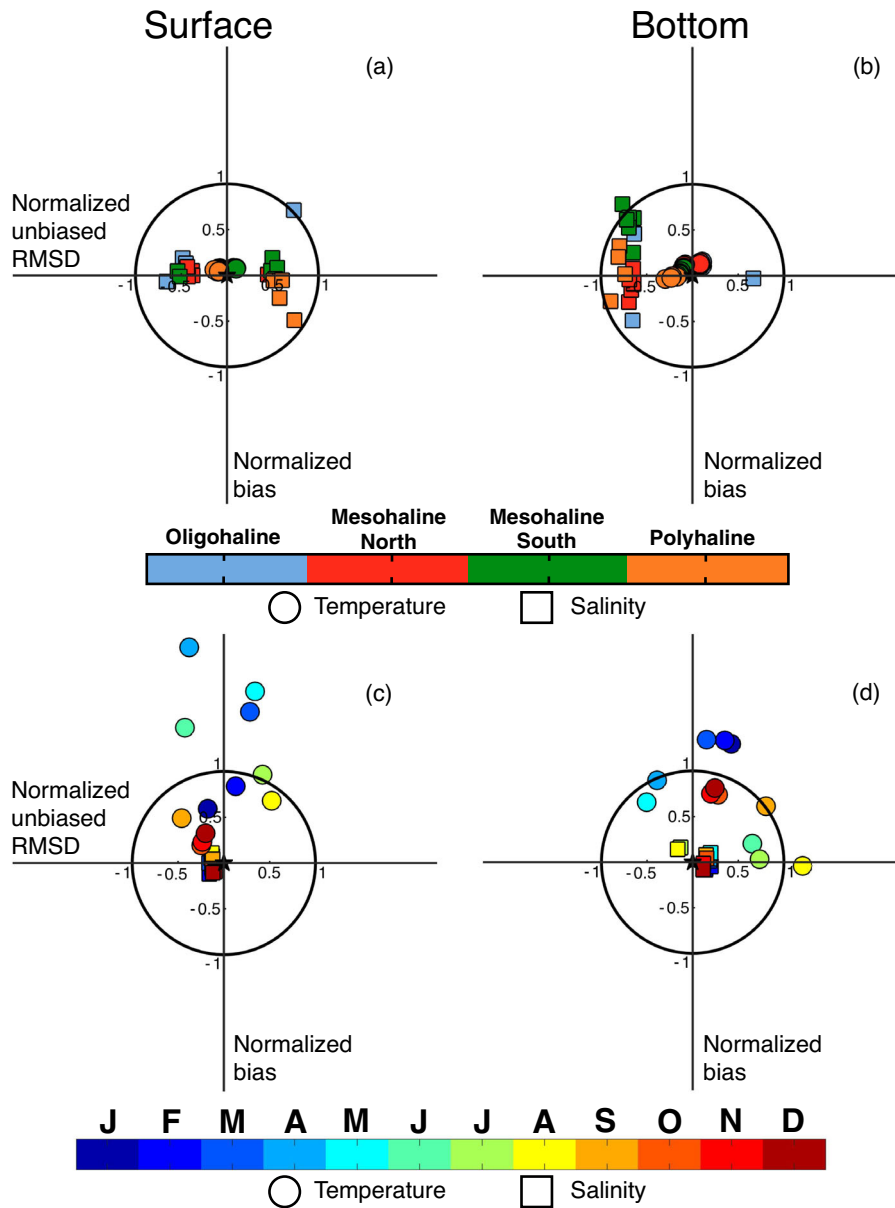 Surface
Bottom
(a)
(b)
Normalized
unbiased
RMSD
1
0.5
-1
-0.5
0.5
1
-0.5
-1
1
0.5
-1
-0.5
0.5
1
-0.5
-1
Normalized
bias
Normalized
bias
Oligohaline
Mesohaline
North
Mesohaline
South
Polyhaline
Temperature
Salinity
(c)
(d)
Normalized
unbiased
RMSD
1
0.5
-1
-0.5
0.5
1
-0.5
-1
1
0.5
-1
-0.5
0.5
1
-0.5
-1
Normalized
bias
Normalized
bias
J F M A M J J A S O N D
Temperature
Salinity